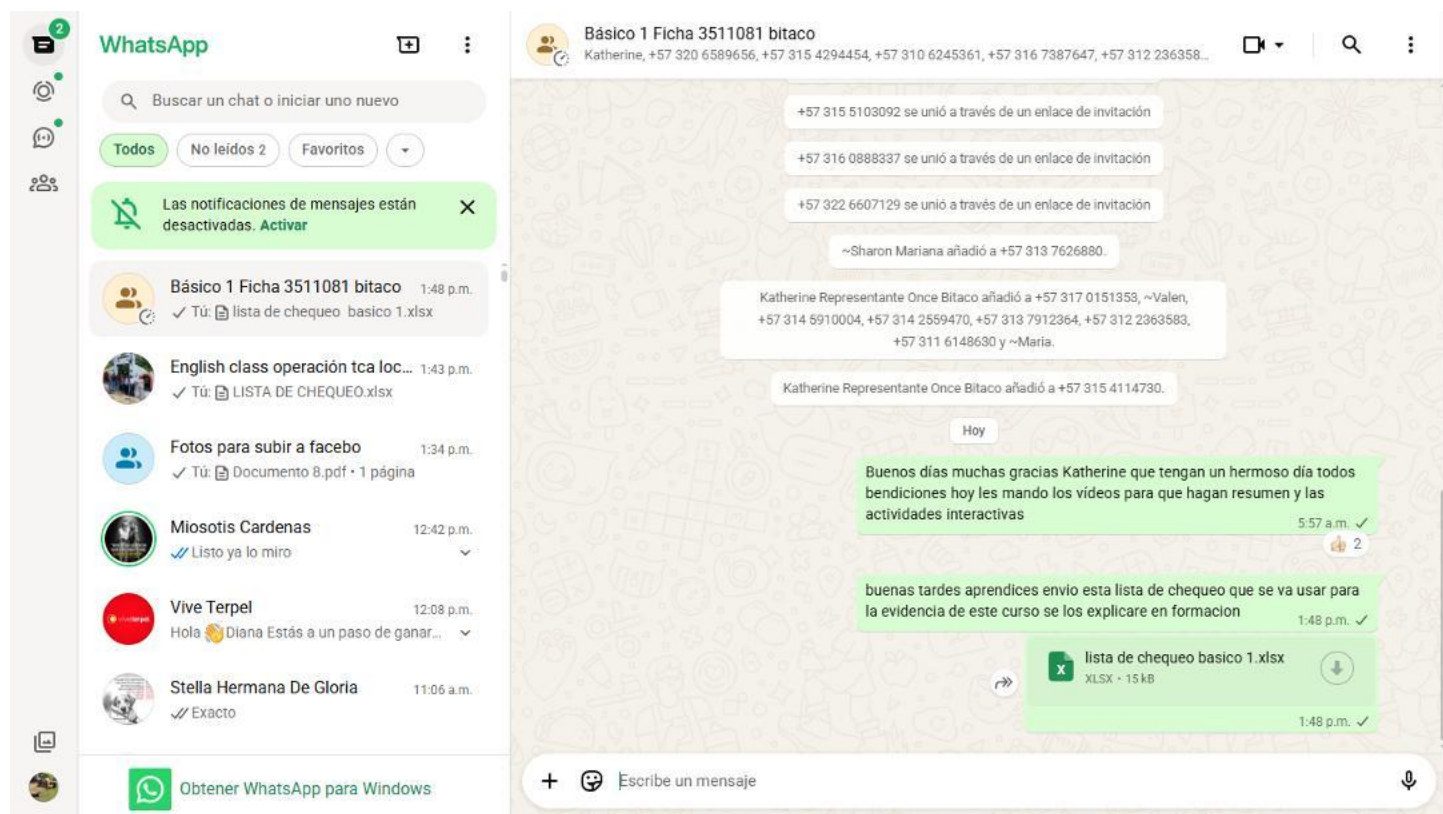 2
WhatsApp
Buscar un chat o iniciar uno nuevo
Todos
No leídos 2
Favoritos
Las notificaciones de mensajes están
desactivadas. Activar
Básico 1 Ficha 3511081 bitaco 1:48 p.m.
Tú: lista de chequeo basico 1.xlsx
English class operación tca loc... 1:43 p.m.
Tú: LISTA DE CHEQUEO.xlsx
Fotos para subir a facebo 1:34 p.m.
Tú: Documento 8.pdf • 1 página
Miosotis Cardenas 12:42 p.m.
Listo ya lo miro
Vive Terpel 12:08 p.m.
Hola 👋Diana Estás a un paso de ganar...
Stella Hermana De Gloria 11:06 a.m.
Exacto
Obtener WhatsApp para Windows
Básico 1 Ficha 3511081 bitaco
Katherine, +57 320 6589656, +57 315 4294454, +57 310 6245361, +57 316 7387647, +57 312 236358...
+57 315 5103092 se unió a través de un enlace de invitación
+57 316 0888337 se unió a través de un enlace de invitación
+57 322 6607129 se unió a través de un enlace de invitación
~Sharon Mariana añadió a +57 313 7626880.
Katherine Representante Once Bitaco añadió a +57 317 0151353, ~Valen,
+57 314 5910004, +57 314 2559470, +57 313 7912364, +57 312 2363583,
+57 311 6148630 y ~Maria.
Katherine Representante Once Bitaco añadió a +57 315 4114730.
Hoy
Buenos días muchas gracias Katherine que tengan un hermoso día todos
bendiciones hoy les mando los vídeos para que hagan resumen y las
actividades interactivas
5:57 a.m.
👍🏻 2
buenas tardes aprendices envio esta lista de chequeo que se va usar para
la evidencia de este curso se los explicare en formacion
1:48 p.m.
lista de chequeo basico 1.xlsx
XLSX • 15 kB
1:48 p.m.
Escribe un mensaje